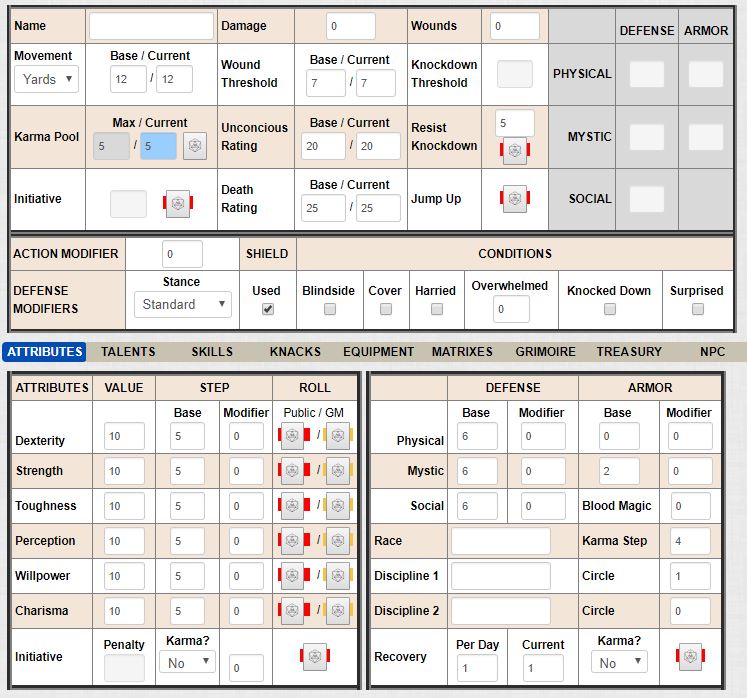 Name Damage 0 Wounds 0 DEFENSE ARMOR
Movement Base / Current Wound Base / Current Knockdown
Yards 12 / 12 Threshold 7 / 7 Threshold PHYSICAL
Karma Pool Max / Current Unconcious Base / Current Resist 5
5 / 5 Rating 20 / 20 Knockdown MYSTIC
Initiative Death Base / Current Jump Up SOCIAL
Rating 25 / 25
ACTION MODIFIER 0 SHIELD CONDITIONS
DEFENSE Stance Used Blindside Cover Harried Overwhelmed Knocked Down Surprised
MODIFIERS Standard 0
ATTRIBUTES TALENTS SKILLS KNACKS EQUIPMENT MATRIXES GRIMOIRE TREASURY NPC
ATTRIBUTES VALUE STEP ROLL
Base Modifier Public / GM
Dexterity 10 5 0 /
Strength 10 5 0 /
Toughness 10 5 0 /
Perception 10 5 0 /
Willpower 10 5 0 /
Charisma 10 5 0 /
Initiative Penalty Karma?
No 0
DEFENSE ARMOR
Base Modifier Base Modifier
Physical 6 0 0 0
Mystic 6 0 2 0
Social 6 0 Blood Magic 0
Race Karma Step 4
Discipline 1 Circle 1
Discipline 2 Circle 0
Recovery Per Day Current Karma?
1 1 No